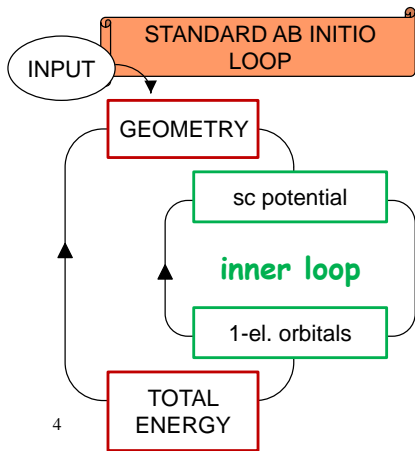 STANDARD AB INITIO
LOOP
INPUT
GEOMETRY
sc potential
inner loop
1-el. orbitals
TOTAL
ENERGY
4